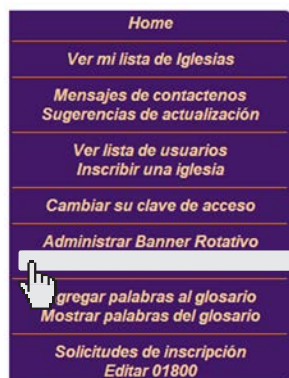 Home
Ver mi lista de Iglesias
Mensajes de contactenos
Sugerencias de actualización
Ver lista de usuarios
Inscribir una iglesia
Cambiar su clave de acceso
Administrar Banner Rotativo
gregar palabras al glosario
Mostrar palabras del glosario
Solicitudes de inscripción
Editar 01800